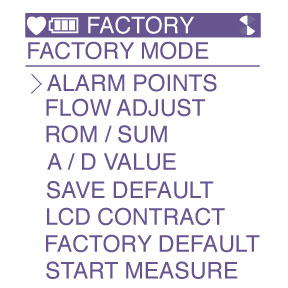 FACTORY
FACTORY MODE
> ALARM POINTS
FLOW ADJUST
ROM / SUM
A / D VALUE
SAVE DEFAULT
LCD CONTRACT
FACTORY DEFAULT
START MEASURE